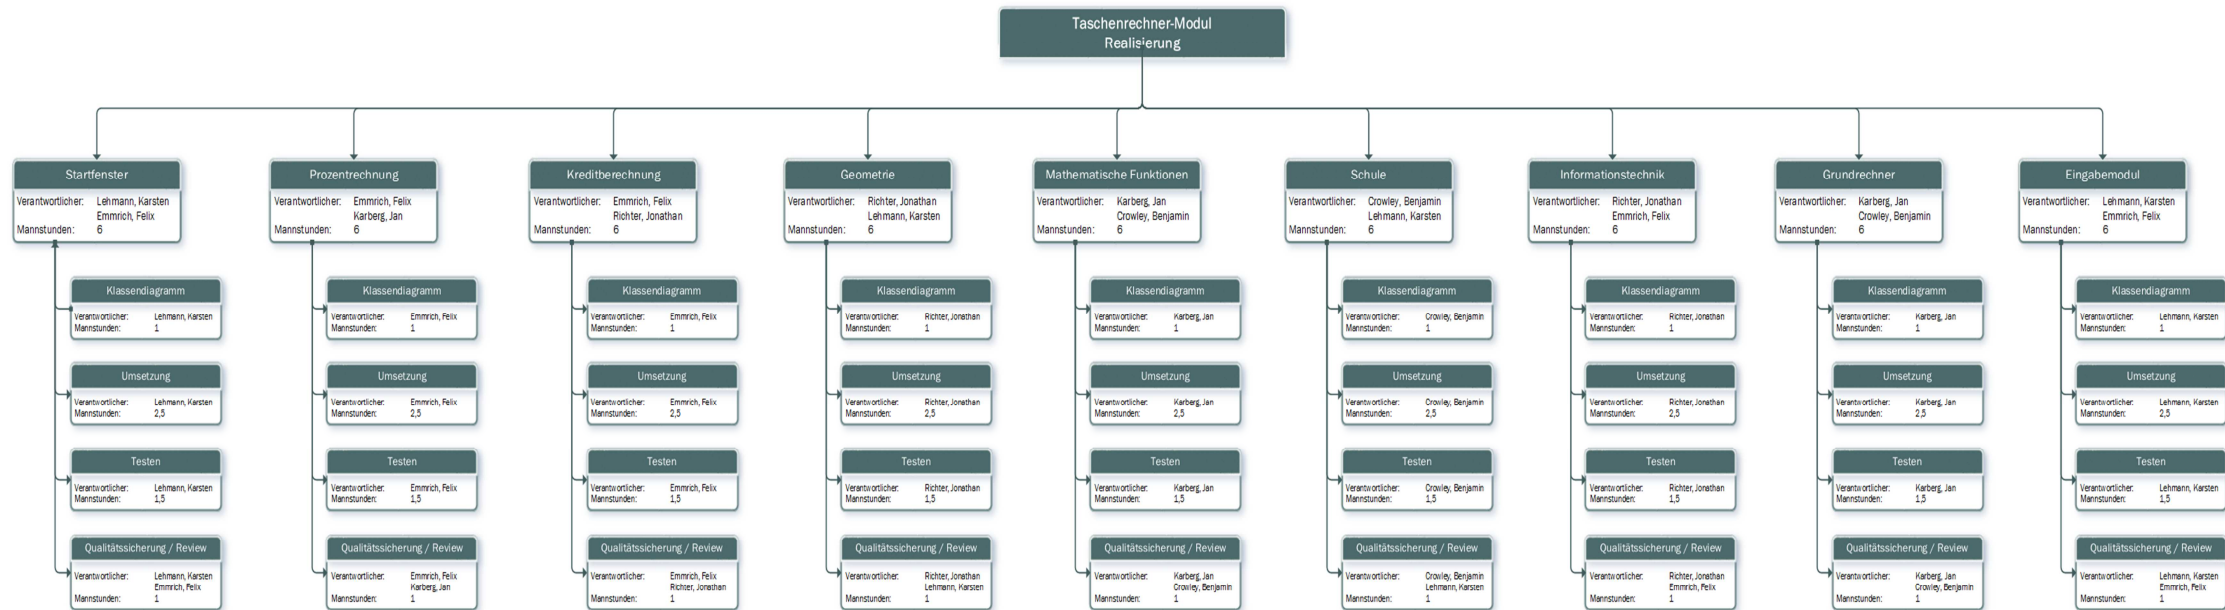 Taschenrechner-Modul
Realisierung
Startfenster
Verantwortlicher: Lehmann, Karsten
Emmrich, Felix
Mannstunden: 6
Klassendiagramm
Verantwortlicher: Lehmann, Karsten
Mannstunden: 1
Umsetzung
Verantwortlicher: Lehmann, Karsten
Mannstunden: 2,5
Testen
Verantwortlicher: Lehmann, Karsten
Mannstunden: 1,5
Qualitätssicherung / Review
Verantwortlicher: Lehmann, Karsten
Emmrich, Felix
Mannstunden: 1
Prozentrechnung
Verantwortlicher: Emmrich, Felix
Karberg, Jan
Mannstunden: 6
Klassendiagramm
Verantwortlicher: Emmrich, Felix
Mannstunden: 1
Umsetzung
Verantwortlicher: Emmrich, Felix
Mannstunden: 2,5
Testen
Verantwortlicher: Emmrich, Felix
Mannstunden: 1,5
Qualitätssicherung / Review
Verantwortlicher: Emmrich, Felix
Karberg, Jan
Mannstunden: 1
Kreditberechnung
Verantwortlicher: Emmrich, Felix
Richter, Jonathan
Mannstunden: 6
Klassendiagramm
Verantwortlicher: Emmrich, Felix
Mannstunden: 1
Umsetzung
Verantwortlicher: Emmrich, Felix
Mannstunden: 2,5
Testen
Verantwortlicher: Emmrich, Felix
Mannstunden: 1,5
Qualitätssicherung / Review
Verantwortlicher: Emmrich, Felix
Richter, Jonathan
Mannstunden: 1
Geometrie
Verantwortlicher: Richter, Jonathan
Lehmann, Karsten
Mannstunden: 6
Klassendiagramm
Verantwortlicher: Richter, Jonathan
Mannstunden: 1
Umsetzung
Verantwortlicher: Richter, Jonathan
Mannstunden: 2,5
Testen
Verantwortlicher: Richter, Jonathan
Mannstunden: 1,5
Qualitätssicherung / Review
Verantwortlicher: Richter, Jonathan
Lehmann, Karsten
Mannstunden: 1
Mathematische Funktionen
Verantwortlicher: Karberg, Jan
Crowley, Benjamin
Mannstunden: 6
Klassendiagramm
Verantwortlicher: Karberg, Jan
Mannstunden: 1
Umsetzung
Verantwortlicher: Karberg, Jan
Mannstunden: 2,5
Testen
Verantwortlicher: Karberg, Jan
Mannstunden: 1,5
Qualitätssicherung / Review
Verantwortlicher: Karberg, Jan
Crowley, Benjamin
Mannstunden: 1
Schule
Verantwortlicher: Crowley, Benjamin
Lehmann, Karsten
Mannstunden: 6
Klassendiagramm
Verantwortlicher: Crowley, Benjamin
Mannstunden: 1
Umsetzung
Verantwortlicher: Crowley, Benjamin
Mannstunden: 2,5
Testen
Verantwortlicher: Crowley, Benjamin
Mannstunden: 1,5
Qualitätssicherung / Review
Verantwortlicher: Crowley, Benjamin
Lehmann, Karsten
Mannstunden: 1
Informationstechnik
Verantwortlicher: Richter, Jonathan
Emmrich, Felix
Mannstunden: 6
Klassendiagramm
Verantwortlicher: Richter, Jonathan
Mannstunden: 1
Umsetzung
Verantwortlicher: Richter, Jonathan
Mannstunden: 2,5
Testen
Verantwortlicher: Richter, Jonathan
Mannstunden: 1,5
Qualitätssicherung / Review
Verantwortlicher: Richter, Jonathan
Emmrich, Felix
Mannstunden: 1
Grundrechner
Verantwortlicher: Karberg, Jan
Crowley, Benjamin
Mannstunden: 6
Klassendiagramm
Verantwortlicher: Karberg, Jan
Mannstunden: 1
Umsetzung
Verantwortlicher: Karberg, Jan
Mannstunden: 2,5
Testen
Verantwortlicher: Karberg, Jan
Mannstunden: 1,5
Qualitätssicherung / Review
Verantwortlicher: Karberg, Jan
Crowley, Benjamin
Mannstunden: 1
Eingabemodul
Verantwortlicher: Lehmann, Karsten
Emmrich, Felix
Mannstunden: 6
Klassendiagramm
Verantwortlicher: Lehmann, Karsten
Mannstunden: 1
Umsetzung
Verantwortlicher: Lehmann, Karsten
Mannstunden: 2,5
Testen
Verantwortlicher: Lehmann, Karsten
Mannstunden: 1,5
Qualitätssicherung / Review
Verantwortlicher: Lehmann, Karsten
Emmrich, Felix
Mannstunden: 1